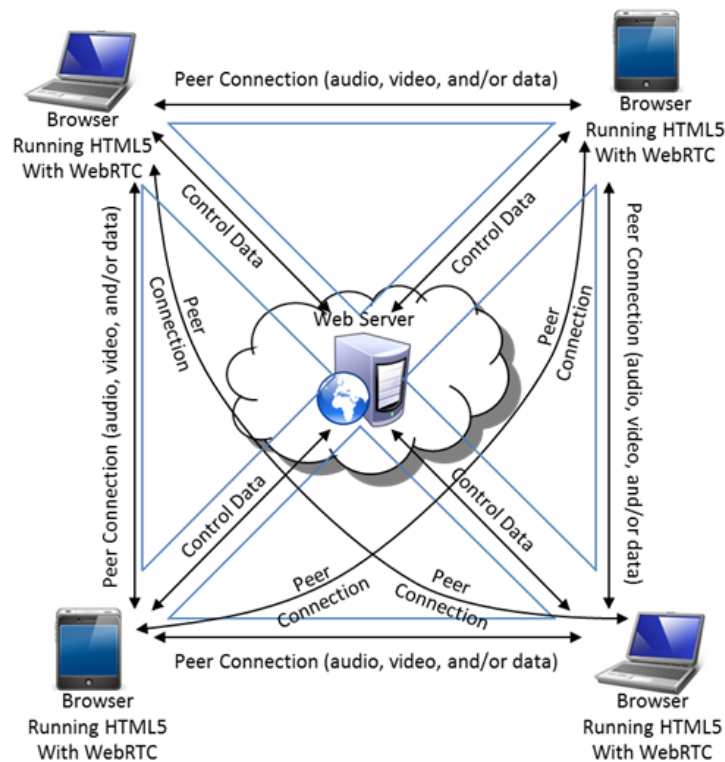 Peer Connection (audio, video, and/or data)
Browser
Running HTML5
With WebRTC
Browser
Running HTML5
With WebRTC
Control Data
Control Data
Peer Connection (audio, video, and/or data)
Peer
Connection
Web Server
Peer
Connection
Peer Connection (audio, video, and/or data)
Control Data
Control Data
Peer
Connection
Peer
Connection
Peer Connection (audio, video, and/or data)
Browser
Running HTML5
With WebRTC
Browser
Running HTML5
With WebRTC